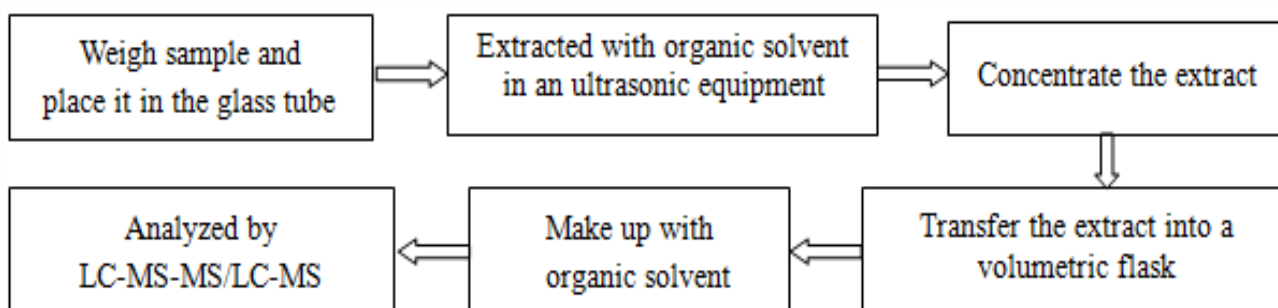 Weigh sample and
place it in the glass tube
Extracted with organic solvent
in an ultrasonic equipment
Concentrate the extract
Transfer the extract into a
volumetric flask
Make up with
organic solvent
Analyzed by
LC-MS-MS/LC-MS